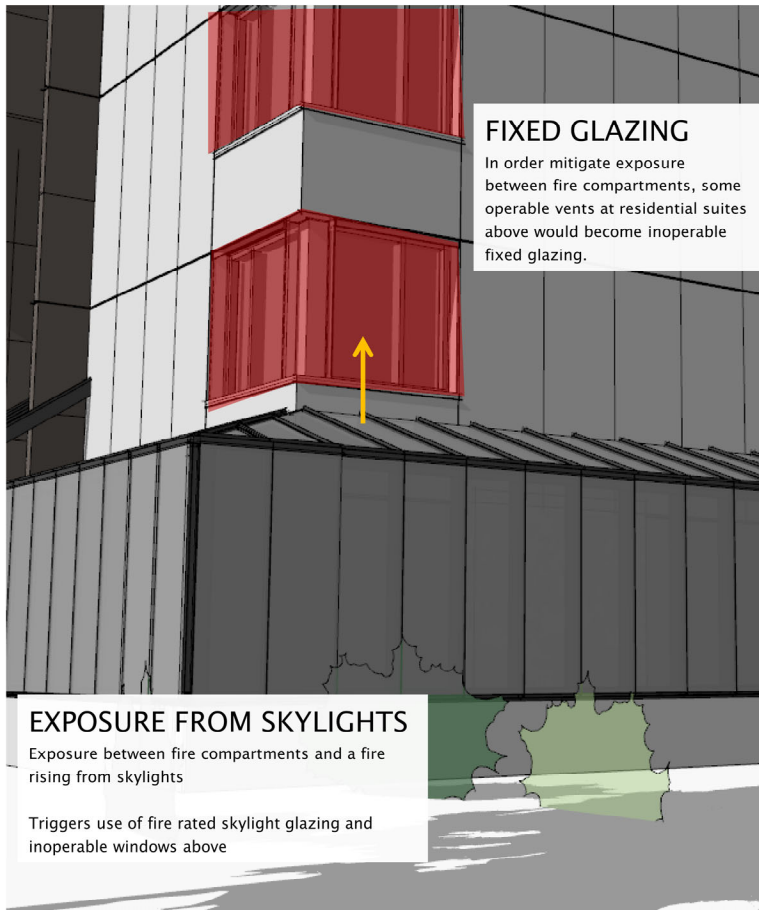 FIXED GLAZING
In order mitigate exposure
between fire compartments, some
operable vents at residential suites
above would become inoperable
fixed glazing.
EXPOSURE FROM SKYLIGHTS
Exposure between fire compartments and a fire
rising from skylights
Triggers use of fire rated skylight glazing and
inoperable windows above